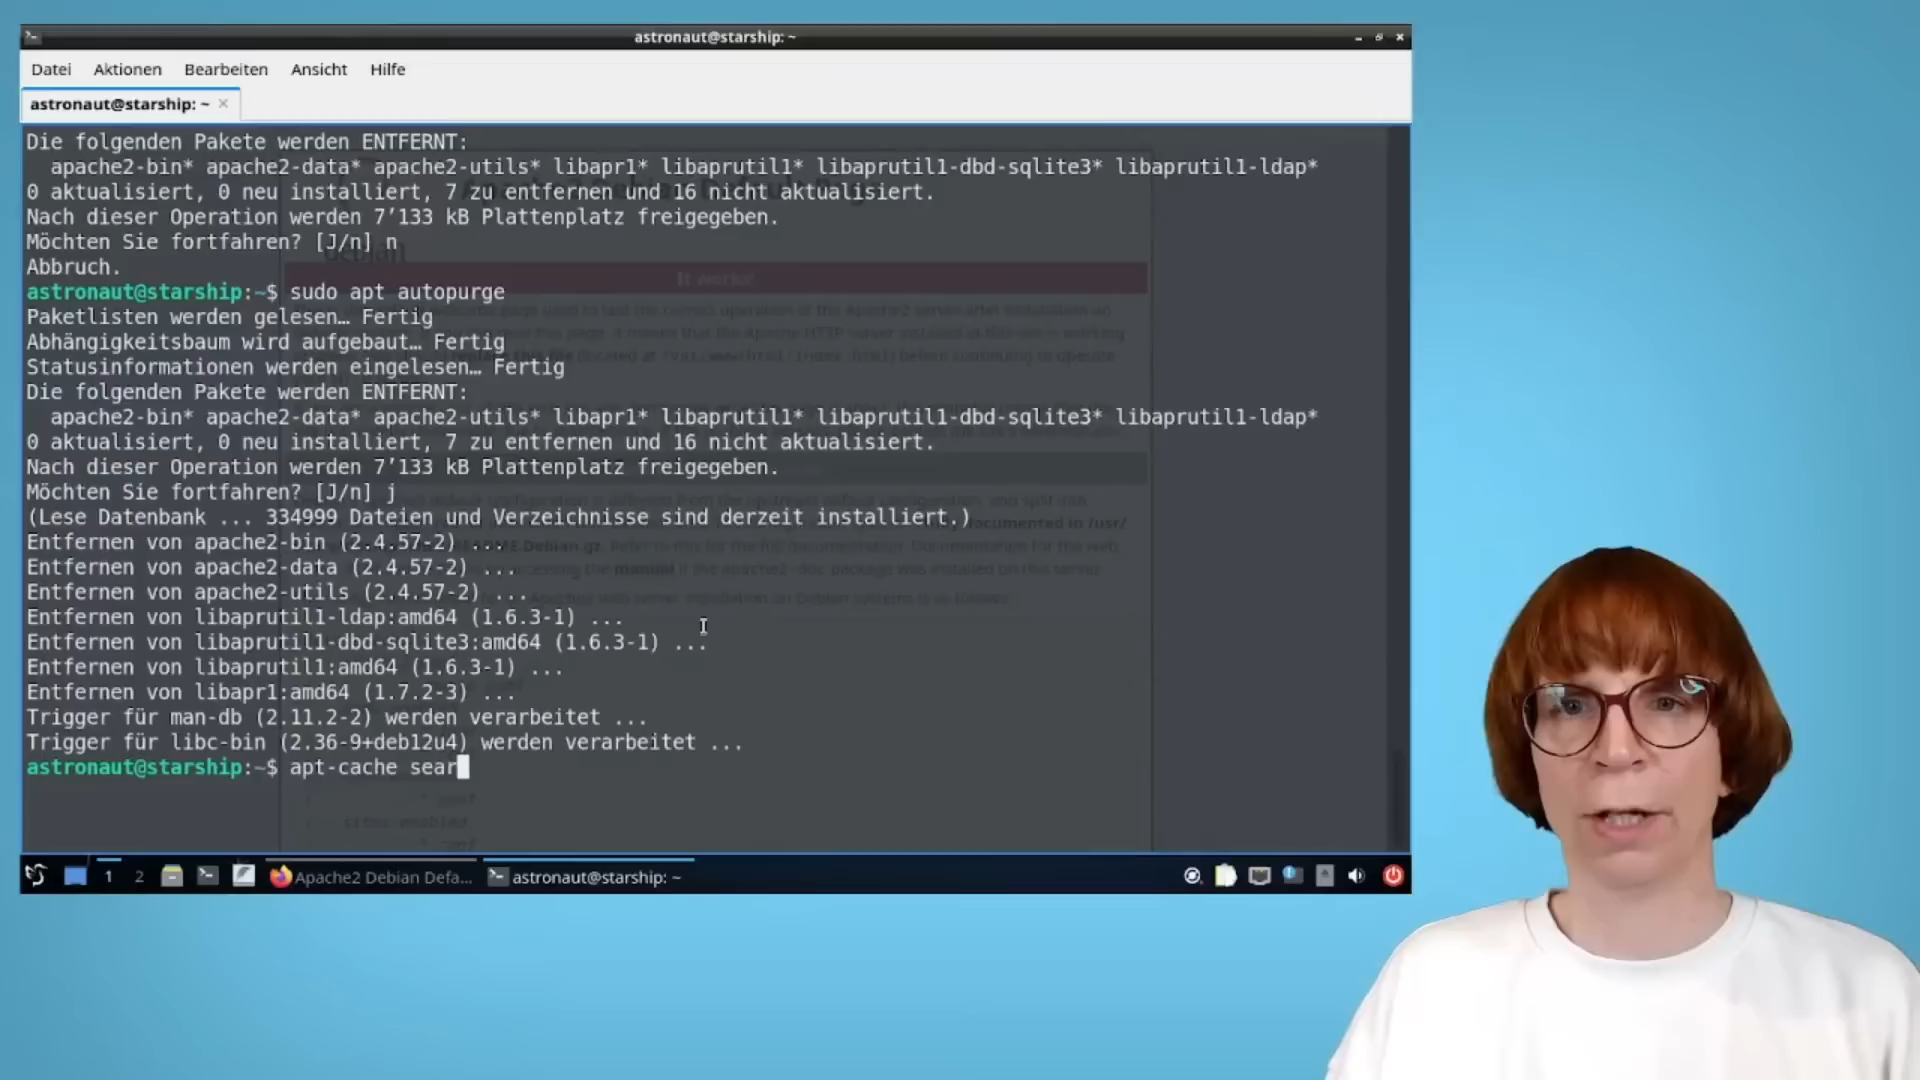 astronaut@starship: ~
Datei Aktionen Bearbeiten Ansicht Hilfe
astronaut@starship: ~
Die folgenden Pakete werden ENTFERNT:
apache2-bin* apache2-data* apache2-utils* libapr1* libaprutil1* libaprutil1-dbd-sqlite3* libaprutil1-ldap*
0 aktualisiert, 0 neu installiert, 7 zu entfernen und 16 nicht aktualisiert.
Nach dieser Operation werden 7’133 kB Plattenplatz freigegeben.
Möchten Sie fortfahren? [J/n] n
Abbruch.
astronaut@starship:~$ sudo apt autopurge
Paketlisten werden gelesen… Fertig
Abhängigkeitsbaum wird aufgebaut… Fertig
Statusinformationen werden eingelesen… Fertig
Die folgenden Pakete werden ENTFERNT:
apache2-bin* apache2-data* apache2-utils* libapr1* libaprutil1* libaprutil1-dbd-sqlite3* libaprutil1-ldap*
0 aktualisiert, 0 neu installiert, 7 zu entfernen und 16 nicht aktualisiert.
Nach dieser Operation werden 7’133 kB Plattenplatz freigegeben.
Möchten Sie fortfahren? [J/n] j
(Lese Datenbank ... 334999 Dateien und Verzeichnisse sind derzeit installiert.)
Entfernen von apache2-bin (2.4.57-2) ...
Entfernen von apache2-data (2.4.57-2) ...
Entfernen von apache2-utils (2.4.57-2) ...
Entfernen von libaprutil1-ldap:amd64 (1.6.3-1) ...
Entfernen von libaprutil1-dbd-sqlite3:amd64 (1.6.3-1) ...
Entfernen von libaprutil1:amd64 (1.6.3-1) ...
Entfernen von libapr1:amd64 (1.7.2-3) ...
Trigger für man-db (2.11.2-2) werden verarbeitet ...
Trigger für libc-bin (2.36-9+deb12u4) werden verarbeitet ...
astronaut@starship:~$ apt-cache sear
1 2 Apache2 Debian Defa... astronaut@starship: ~